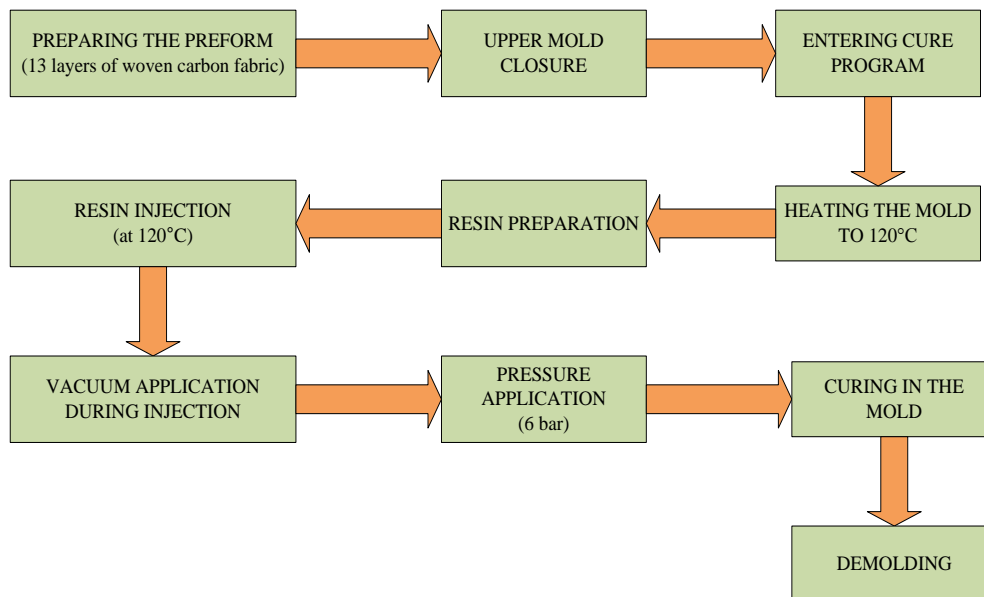 PREPARING THE PREFORM
(13 layers of woven carbon fabric)
UPPER MOLD
CLOSURE
ENTERING CURE
PROGRAM
HEATING THE MOLD
TO 120°C
RESIN PREPARATION
RESIN INJECTION
(at 120°C)
VACUUM APPLICATION
DURING INJECTION
PRESSURE
APPLICATION
(6 bar)
CURING IN THE
MOLD
DEMOLDING